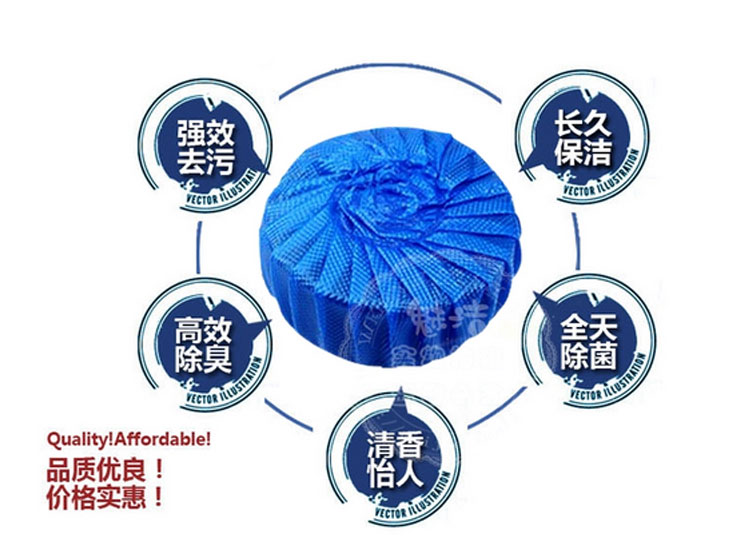 强效
去污
VECTOR ILLUSTRATION
长久
保洁
VECTOR ILLUSTRATION
高效
除臭
VECTOR ILLUSTRATION
全天
除菌
VECTOR ILLUSTRATION
清香
怡人
VECTOR ILLUSTRATION
Quality!Affordable!
品质优良！
价格实惠！